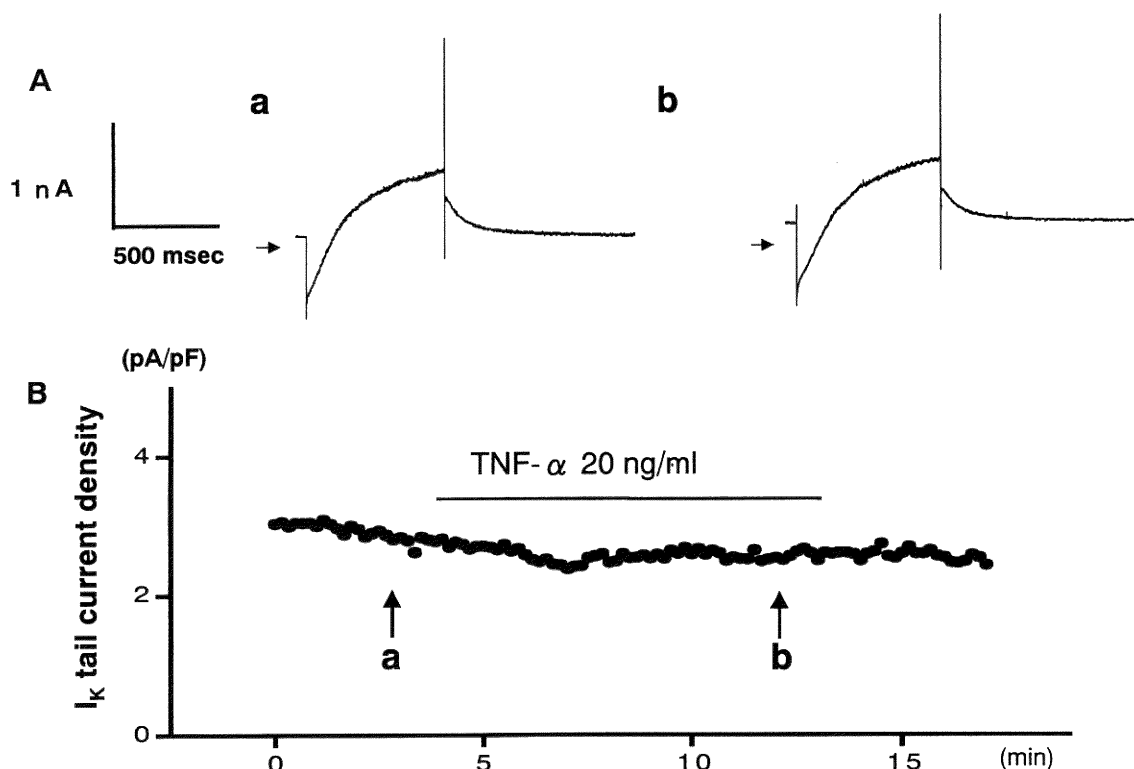 A
a
b
1 nA
500 msec
(pA/pF)
B
I_K tail current density
4
TNF-α 20 ng/ml
2
a
b
0
0
5
10
15
(min)